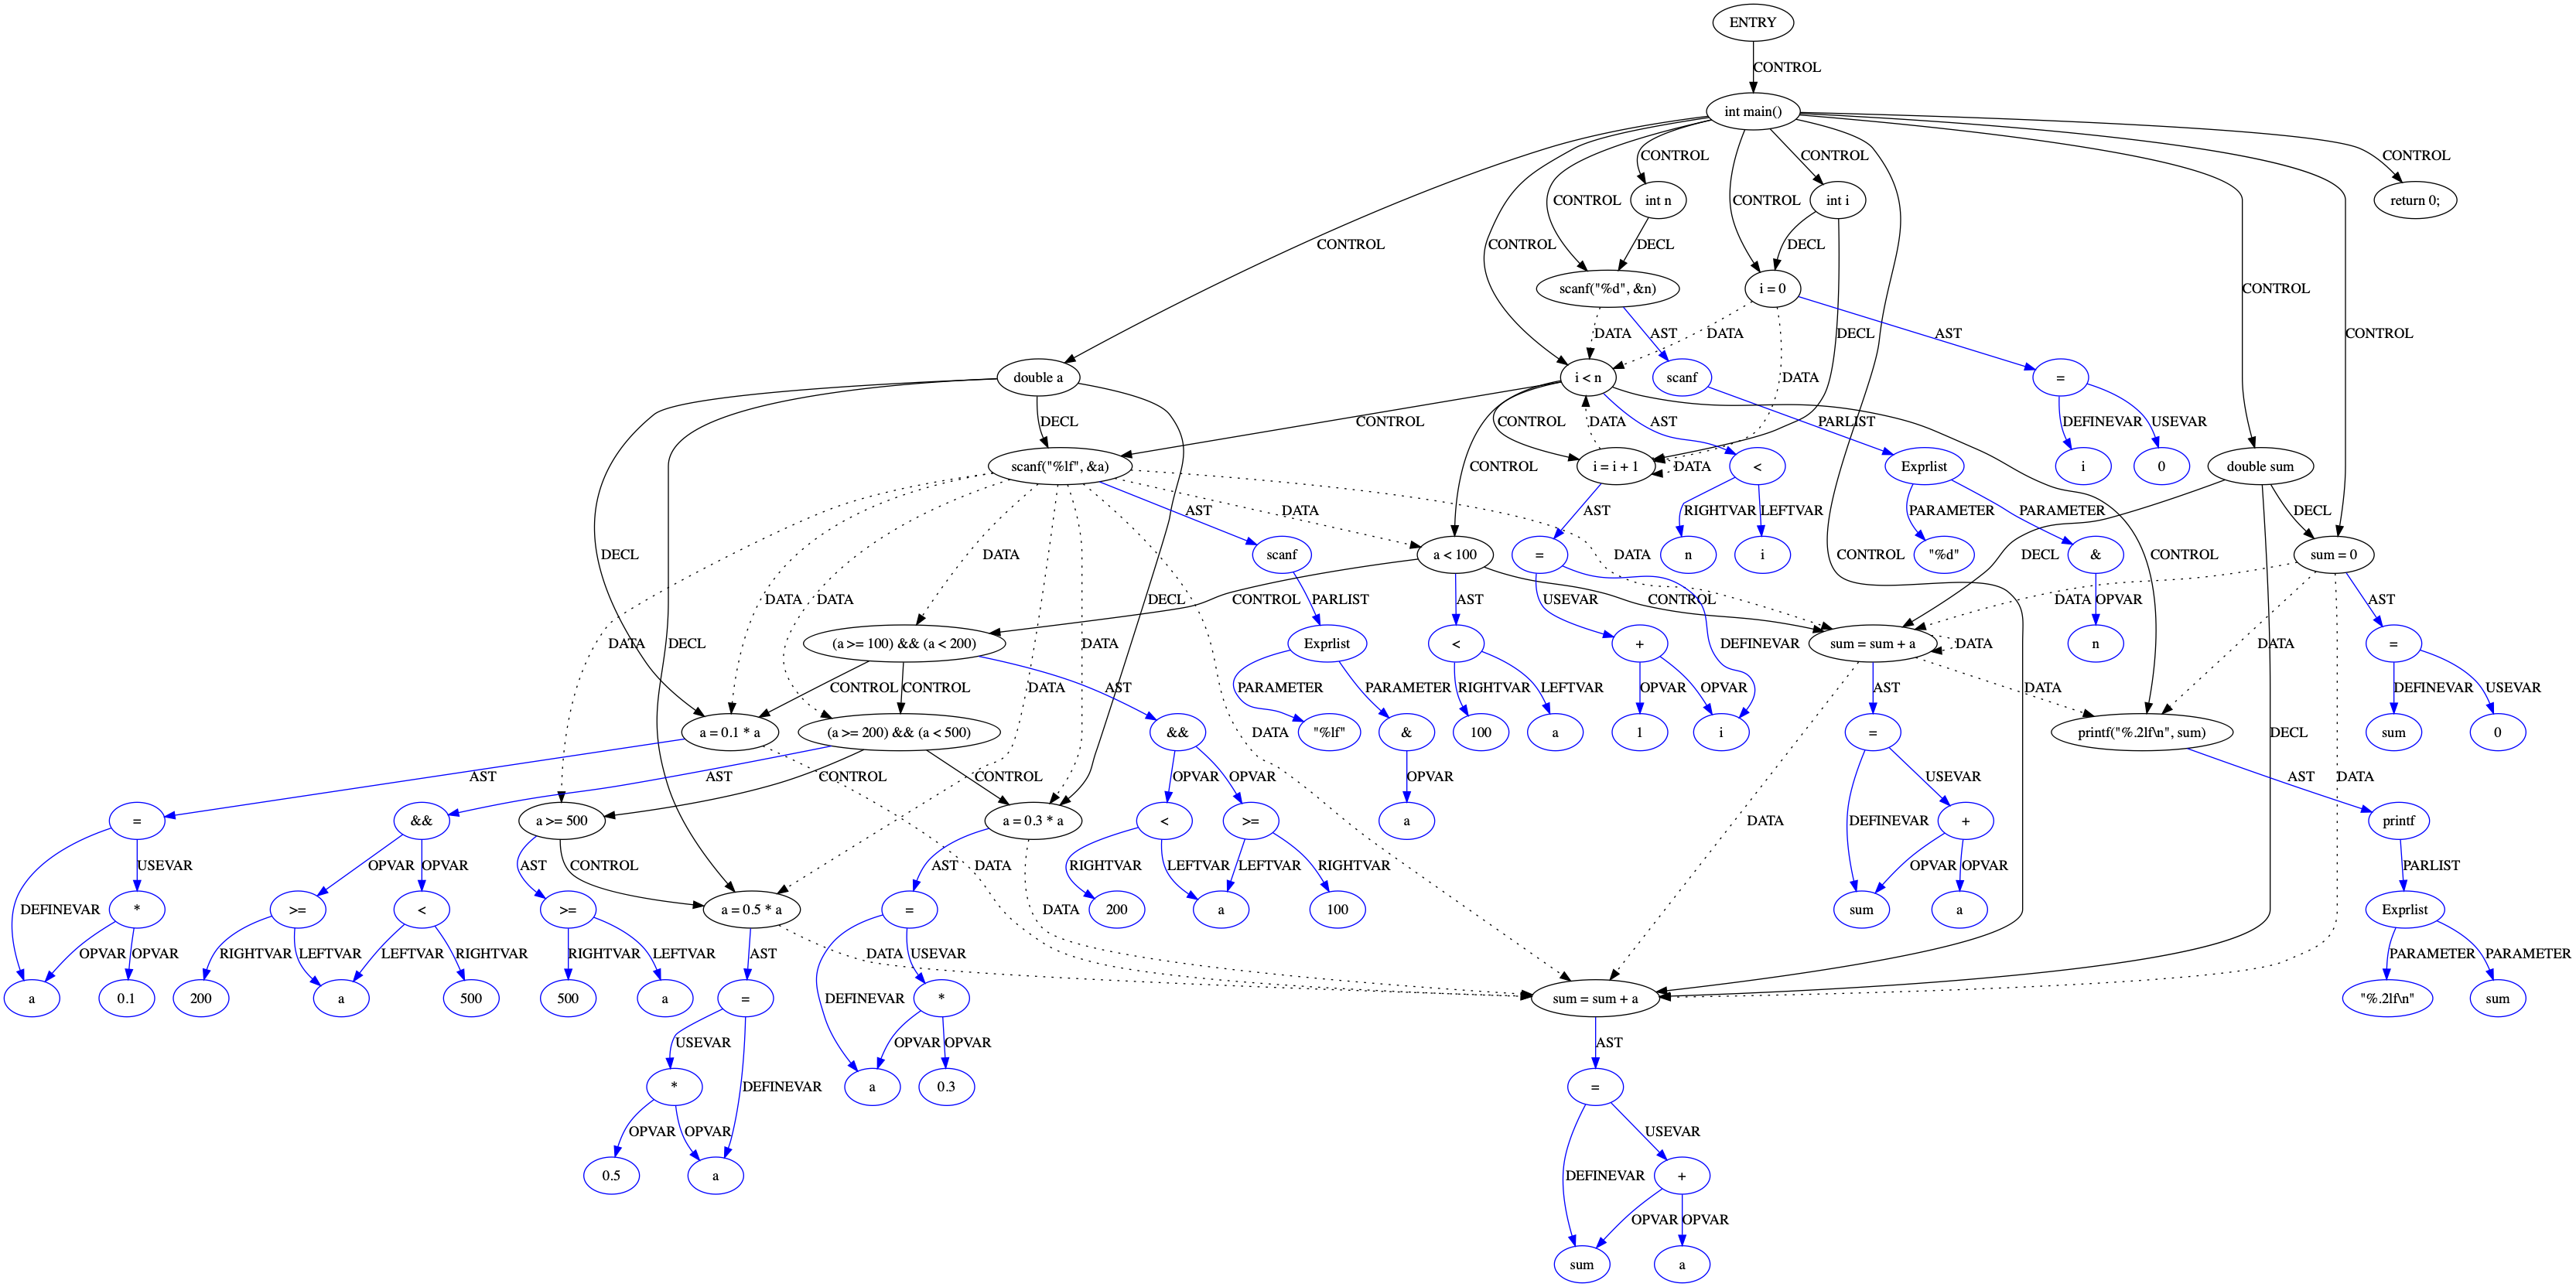 ENTRY
CONTROL
int main()
CONTROL CONTROL CONTROL
CONTROL CONTROL int n int i return 0;
CONTROL CONTROL DECL DECL
scanf("%d", &n) i = 0 CONTROL
DATA AST DATA DECL AST CONTROL
double a i < n scanf DATA =
DECL CONTROL CONTROL DATA AST PARLIST DEFINEVAR USEVAR
scanf("%lf", &a) CONTROL i = i + 1 DATA < Exprlist i 0 double sum
AST DATA AST RIGHTVAR LEFTVAR PARAMETER PARAMETER DECL
DECL DATA scanf a < 100 = DATA n i CONTROL "%d" & CONTROL DECL sum = 0
DATA DATA DECL CONTROL PARLIST AST USEVAR CONTROL DATA OPVAR AST
DATA DECL (a >= 100) && (a < 200) DATA Exprlist < + DEFINEVAR sum = sum + a DATA n DATA =
CONTROL CONTROL DATA AST PARAMETER PARAMETER RIGHTVAR LEFTVAR OPVAR OPVAR AST DATA DEFINEVAR USEVAR
a = 0.1 * a (a >= 200) && (a < 500) && DATA "%lf" & 100 a 1 i = printf("%.2lf\n", sum) DECL sum 0
AST AST CONTROL CONTROL OPVAR OPVAR OPVAR USEVAR AST DATA
= && a >= 500 a = 0.3 * a < >= a DATA DEFINEVAR + printf
USEVAR OPVAR OPVAR AST CONTROL AST DATA RIGHTVAR LEFTVAR LEFTVAR RIGHTVAR OPVAR OPVAR PARLIST
DEFINEVAR * >= < >= a = 0.5 * a = DATA 200 a 100 sum a Exprlist
OPVAR OPVAR RIGHTVAR LEFTVAR LEFTVAR RIGHTVAR RIGHTVAR LEFTVAR AST DATA USEVAR PARAMETER PARAMETER
a 0.1 200 a 500 500 a = DEFINEVAR * sum = sum + a "%.2lf\n" sum
USEVAR OPVAR OPVAR AST
* DEFINEVAR a 0.3 =
OPVAR OPVAR USEVAR
0.5 a DEFINEVAR +
OPVAR OPVAR
sum a